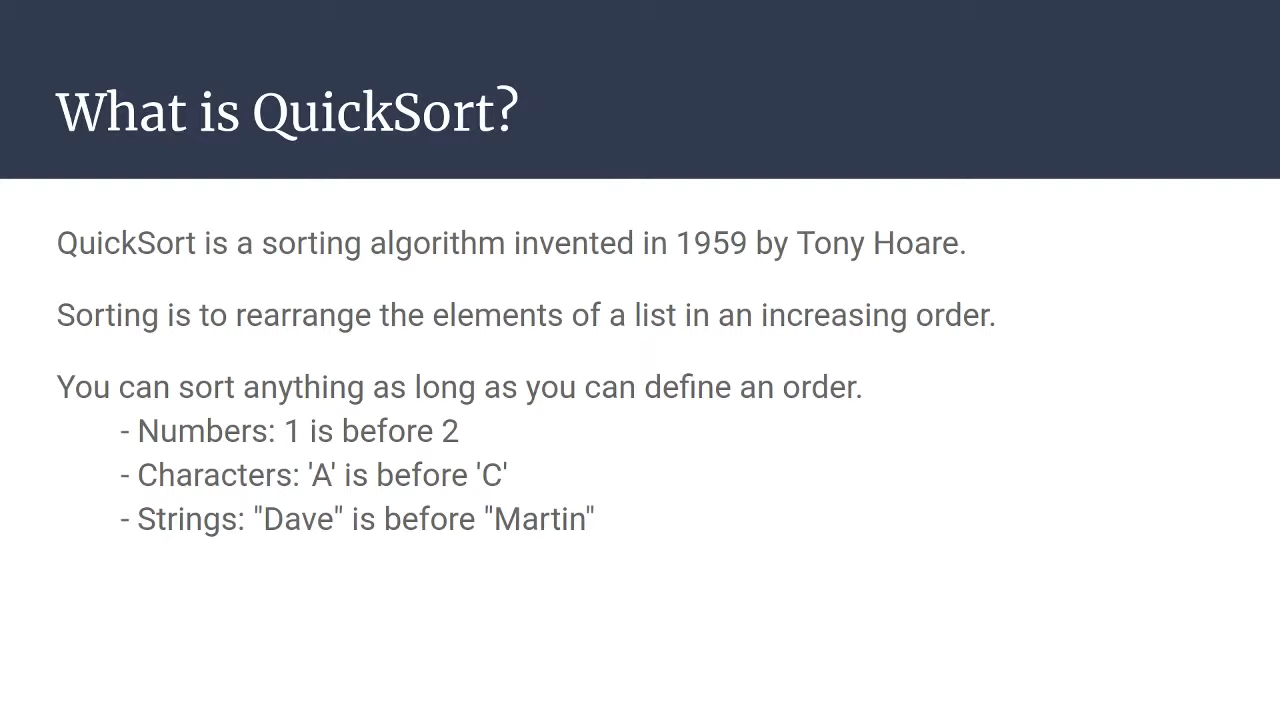 What is QuickSort?
QuickSort is a sorting algorithm invented in 1959 by Tony Hoare.
Sorting is to rearrange the elements of a list in an increasing order.
You can sort anything as long as you can define an order.
- Numbers: 1 is before 2
- Characters: 'A' is before 'C'
- Strings: "Dave" is before "Martin"